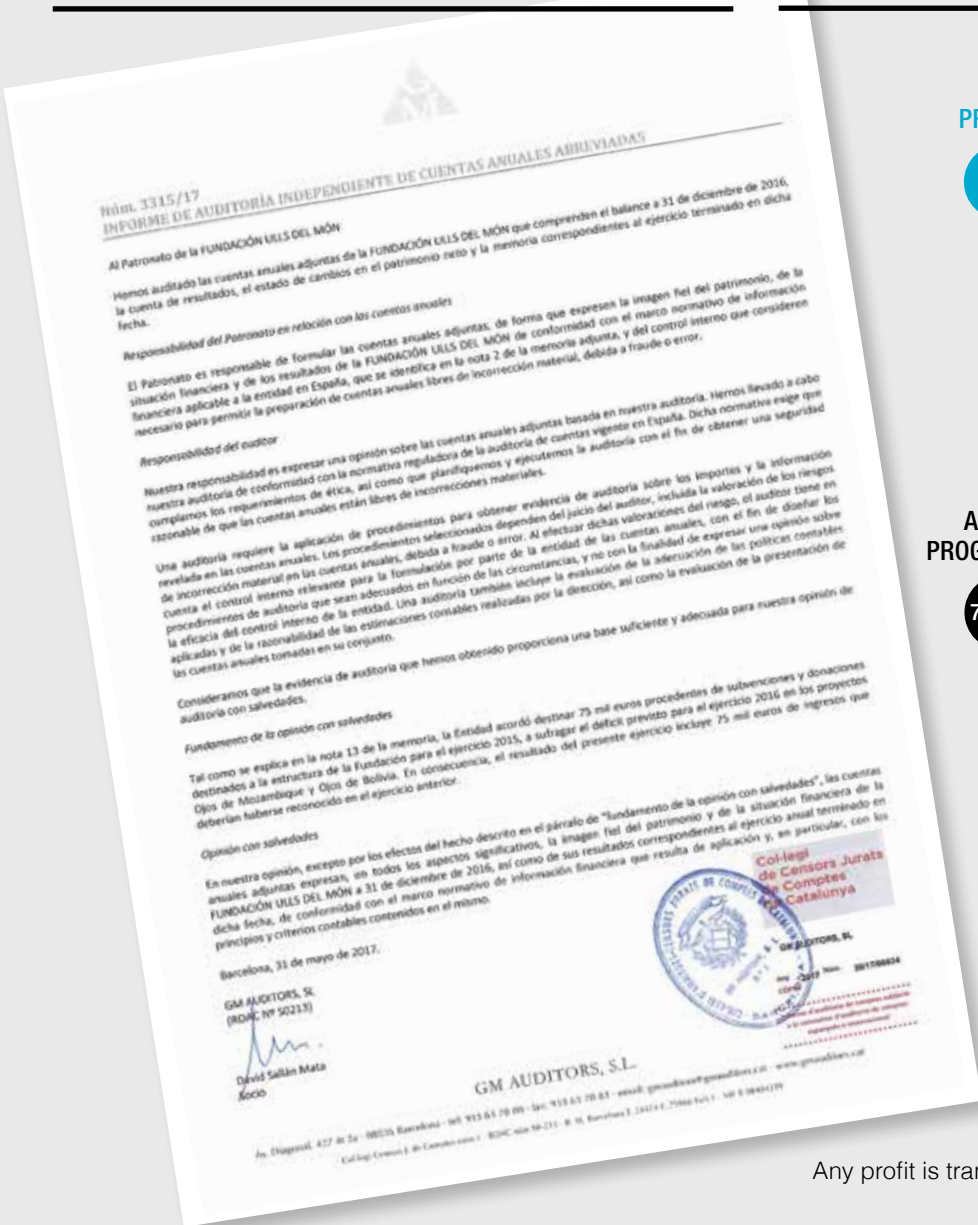 Núm. 3315/17
INFORME DE AUDITORÍA INDEPENDIENTE DE CUENTAS ANUALES ABREVIADAS
Al Patronato de la FUNDACIÓN ULLS DEL MÓN
Hemos auditado las cuentas anuales adjuntas de la FUNDACIÓN ULLS DEL MÓN que comprenden el balance a 31 de diciembre de 2016,
la cuenta de resultados, el estado de cambios en el patrimonio neto y la memoria correspondientes al ejercicio terminado en dicha
fecha.
Responsabilidad del Patronato en relación con las cuentas anuales
El Patronato es responsable de formular las cuentas anuales adjuntas, de forma que expresen la imagen fiel del patrimonio, de la
situación financiera y de los resultados de la FUNDACIÓN ULLS DEL MÓN de conformidad con el marco normativo de información
financiera aplicable a la entidad en España, que se identifica en la nota 2 de la memoria adjunta, y del control interno que consideren
necesario para permitir la preparación de cuentas anuales libres de incorrección material, debida a fraude o error.
Responsabilidad del auditor
Nuestra responsabilidad es expresar una opinión sobre las cuentas anuales adjuntas basada en nuestra auditoría. Hemos llevado a cabo
nuestra auditoría de conformidad con la normativa reguladora de la auditoría de cuentas vigente en España. Dicha normativa exige que
cumplamos los requerimientos de ética, así como que planifiquemos y ejecutemos la auditoría con el fin de obtener una seguridad
razonable de que las cuentas anuales están libres de incorrecciones materiales.
Una auditoría requiere la aplicación de procedimientos para obtener evidencia de auditoría sobre los importes y la información
revelada en las cuentas anuales. Los procedimientos seleccionados dependen del juicio del auditor, incluida la valoración de los riesgos
de incorrección material en las cuentas anuales, debida a fraude o error. Al efectuar dichas valoraciones del riesgo, el auditor tiene en
cuenta el control interno relevante para la formulación por parte de la entidad de las cuentas anuales, con el fin de diseñar los
procedimientos de auditoría que sean adecuados en función de las circunstancias, y no con la finalidad de expresar una opinión sobre
la eficacia del control interno de la entidad. Una auditoría también incluye la evaluación de la adecuación de las políticas contables
aplicadas y de la razonabilidad de las estimaciones contables realizadas por la dirección, así como la evaluación de la presentación de
las cuentas anuales tomadas en su conjunto.
Consideramos que la evidencia de auditoría que hemos obtenido proporciona una base suficiente y adecuada para nuestra opinión de
auditoría con salvedades.
Fundamento de la opinión con salvedades
Tal como se explica en la nota 13 de la memoria, la Entidad acordó destinar 75 mil euros procedentes de subvenciones y donaciones
destinados a la estructura de la Fundación para el ejercicio 2015, a sufragar el déficit previsto para el ejercicio 2016 en los proyectos
Ojos de Mozambique y Ojos de Bolivia. En consecuencia, el resultado del presente ejercicio incluye 75 mil euros de ingresos que
deberían haberse reconocido en el ejercicio anterior.
Opinión con salvedades
En nuestra opinión, excepto por los efectos del hecho descrito en el párrafo de "fundamento de la opinión con salvedades", las cuentas
anuales adjuntas expresan, en todos los aspectos significativos, la imagen fiel del patrimonio y de la situación financiera de la
FUNDACIÓN ULLS DEL MÓN a 31 de diciembre de 2016, así como de sus resultados correspondientes al ejercicio anual terminado en
dicha fecha, de conformidad con el marco normativo de información financiera que resulta de aplicación y, en particular, con los
principios y criterios contables contenidos en el mismo.
Barcelona, 31 de mayo de 2017.
GM AUDITORS, SL
(ROAC Nº S0213)
David Sallán Mata
Socio
Col·legi
de Censors Jurats
de Comptes
de Catalunya
GM AUDITORS, SL
GM AUDITORS, S.L.
PR
A
PROG
7
Any profit is tran